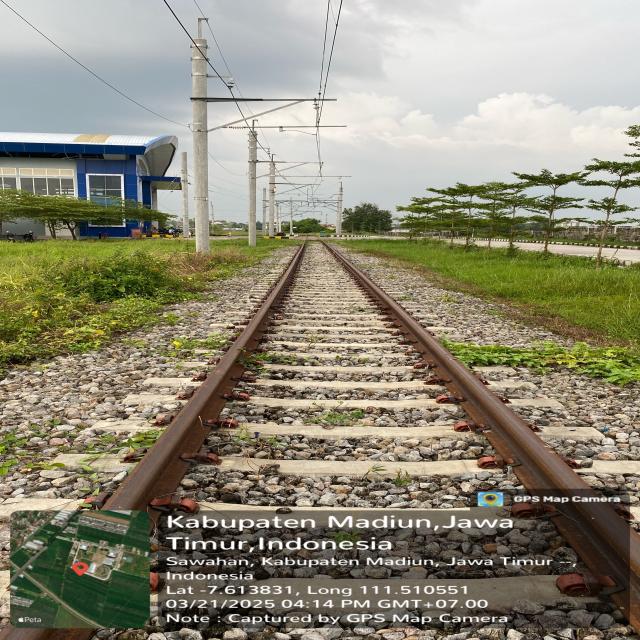 GPS Map Camera
Kabupaten Madiun,Jawa
Timur,Indonesia
Sawahan, Kabupaten Madiun, Jawa Timur --,
Indonesia
Lat -7.613831, Long 111.510551
03/21/2025 04:14 PM GMT+07.00
Note : Captured by GPS Map Camera
Peta